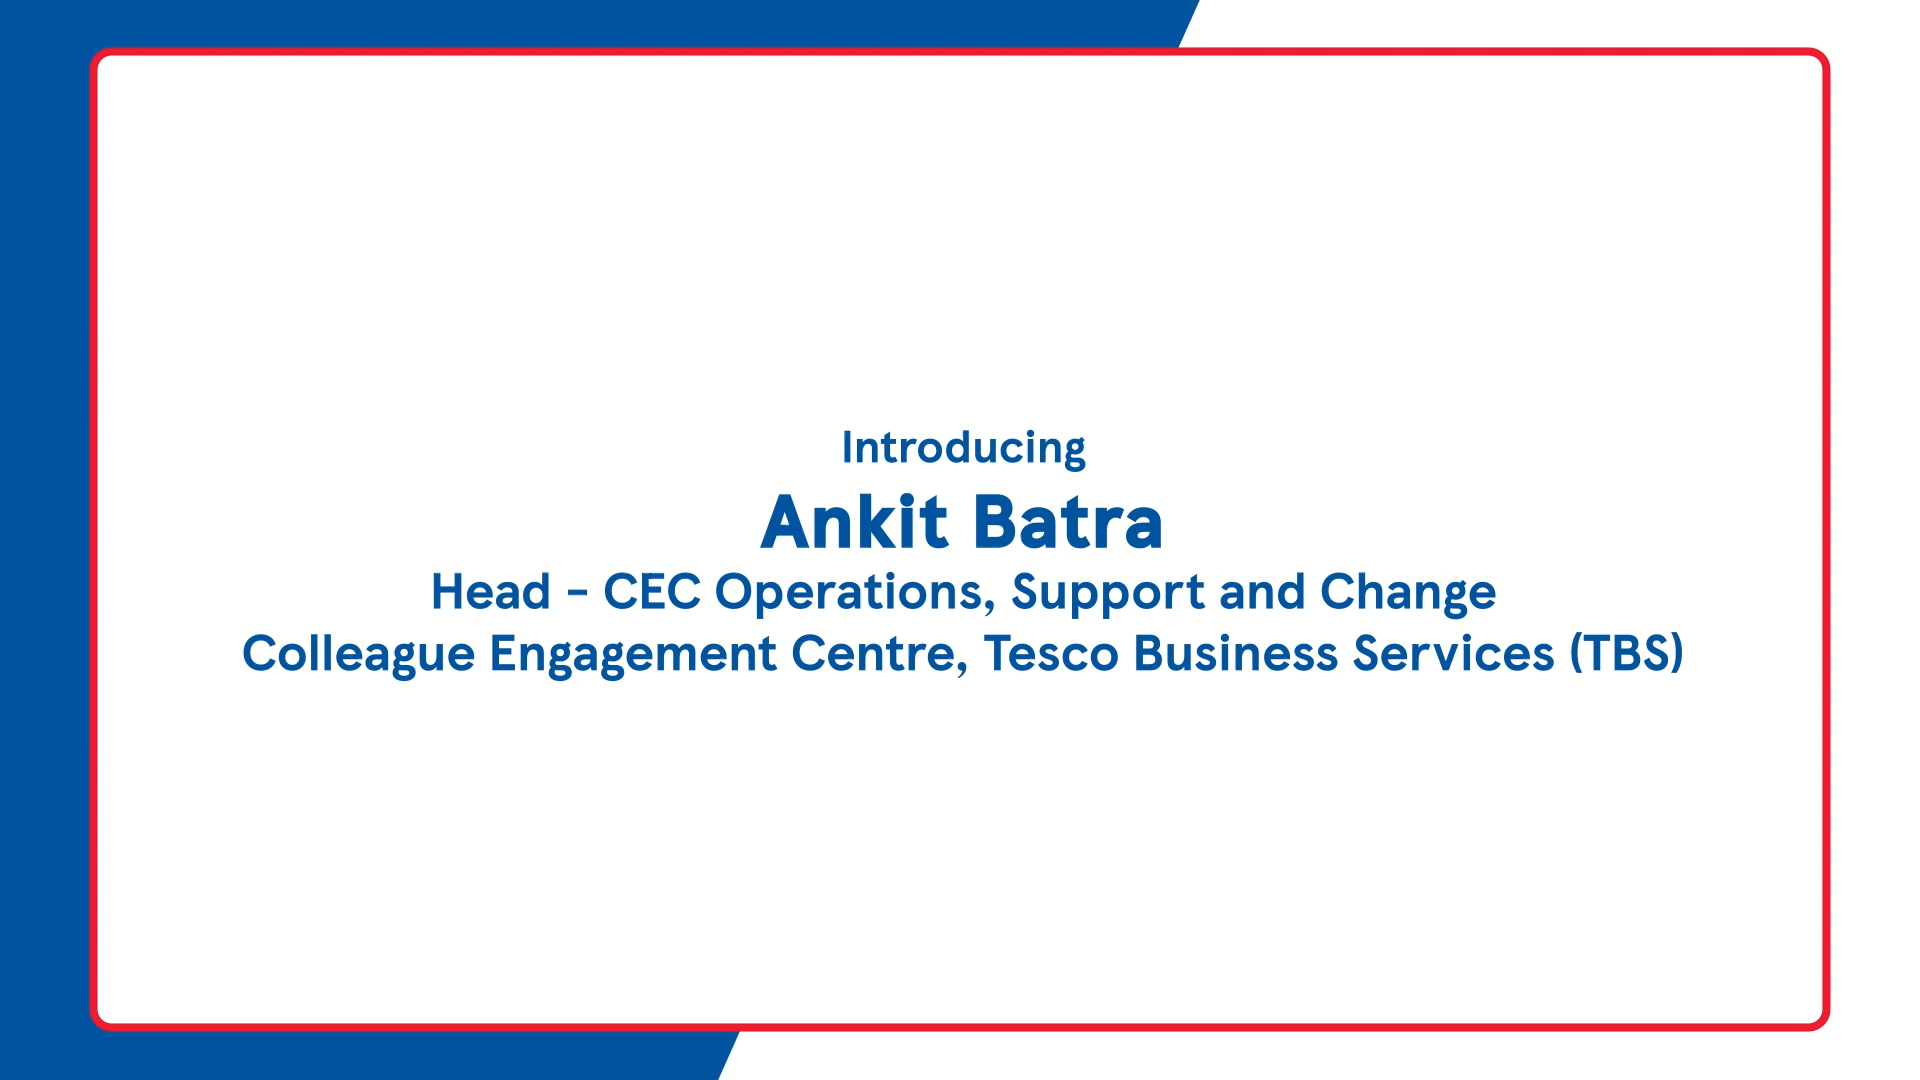 Introducing
Ankit Batra
Head - CEC Operations, Support and Change
Colleague Engagement Centre, Tesco Business Services (TBS)